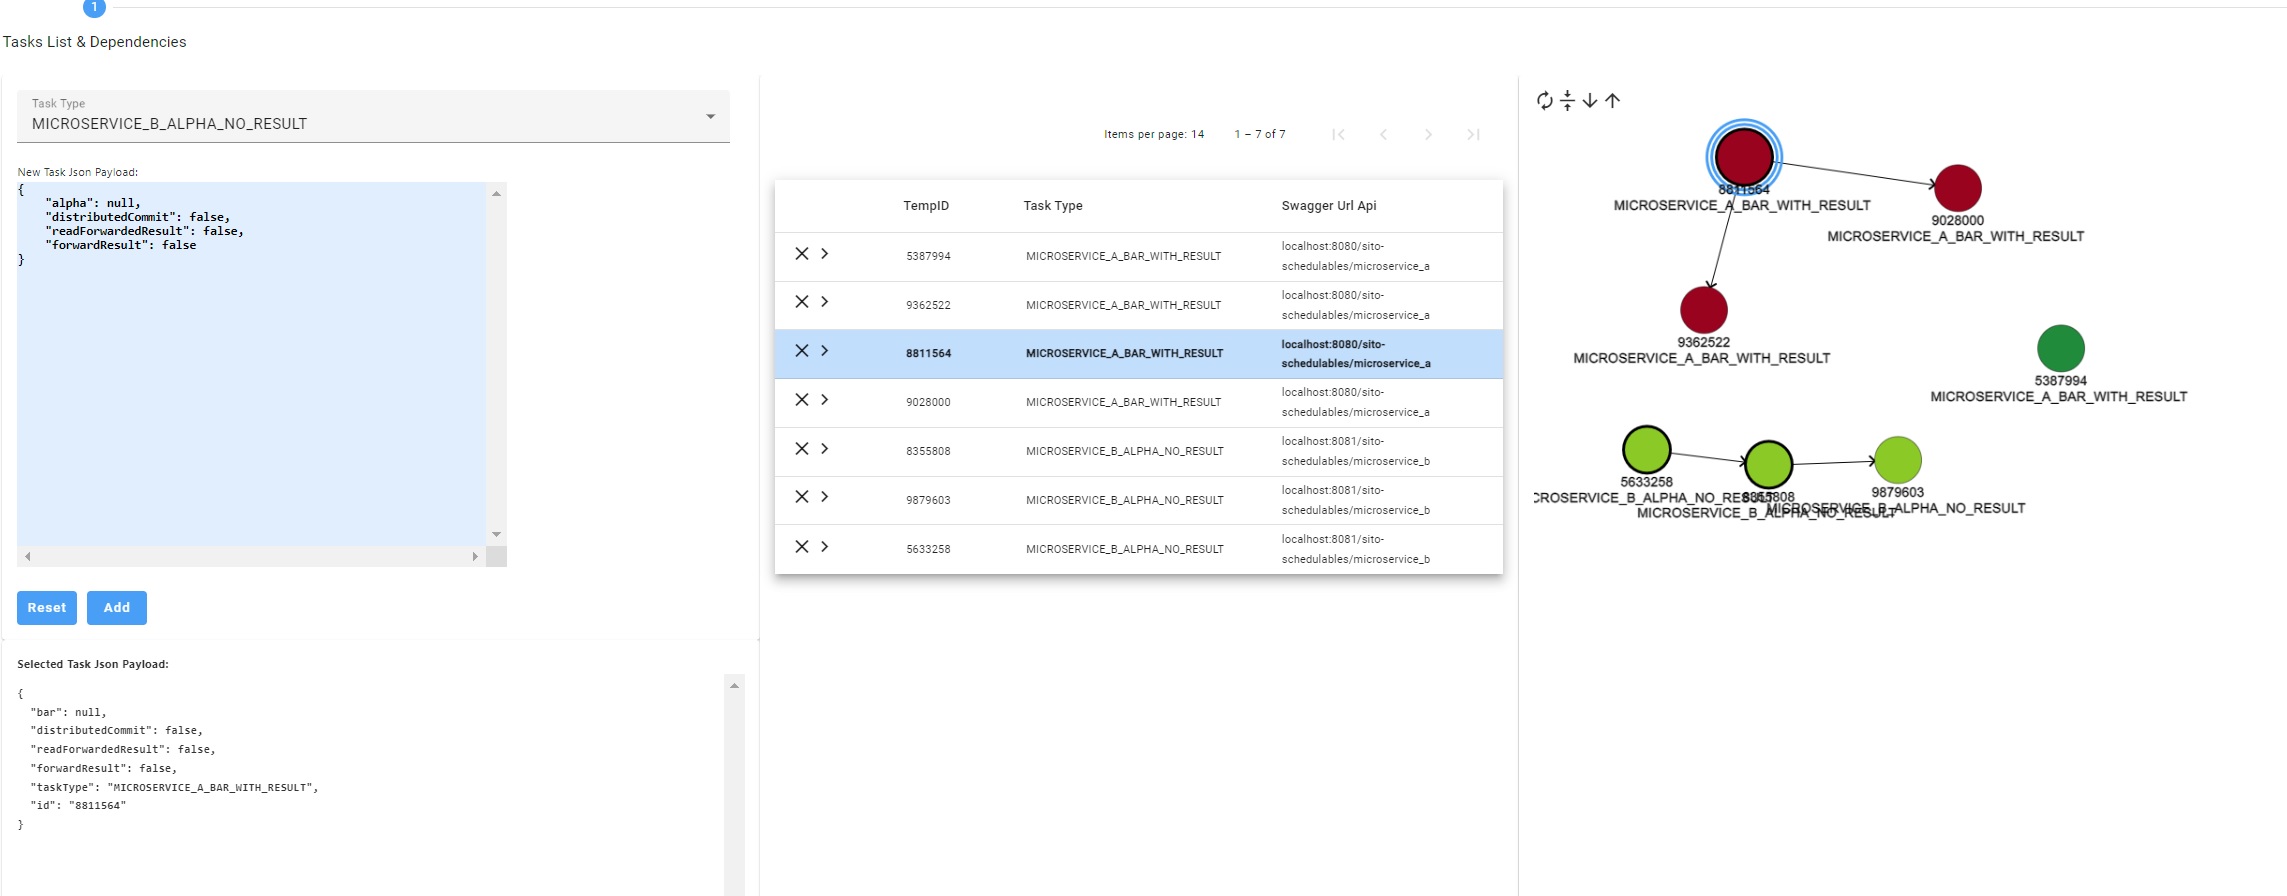 1
Tasks List & Dependencies
Task Type
MICROSERVICE_B_ALPHA_NO_RESULT
New Task Json Payload:
{
    "alpha": null,
    "distributedCommit": false,
    "readForwardedResult": false,
    "forwardResult": false
}
Reset
Add
Selected Task Json Payload:
{
  "bar": null,
  "distributedCommit": false,
  "readForwardedResult": false,
  "forwardResult": false,
  "taskType": "MICROSERVICE_A_BAR_WITH_RESULT",
  "id": "8811564"
}
Items per page: 14 1 – 7 of 7
TempID Task Type Swagger Url Api
5387994 MICROSERVICE_A_BAR_WITH_RESULT localhost:8080/sito-
schedulables/microservice_a
9362522 MICROSERVICE_A_BAR_WITH_RESULT localhost:8080/sito-
schedulables/microservice_a
8811564 MICROSERVICE_A_BAR_WITH_RESULT localhost:8080/sito-
schedulables/microservice_a
9028000 MICROSERVICE_A_BAR_WITH_RESULT localhost:8080/sito-
schedulables/microservice_a
8355808 MICROSERVICE_B_ALPHA_NO_RESULT localhost:8081/sito-
schedulables/microservice_b
9879603 MICROSERVICE_B_ALPHA_NO_RESULT localhost:8081/sito-
schedulables/microservice_b
5633258 MICROSERVICE_B_ALPHA_NO_RESULT localhost:8081/sito-
schedulables/microservice_b
8811564
MICROSERVICE_A_BAR_WITH_RESULT
9028000
MICROSERVICE_A_BAR_WITH_RESULT
9362522
MICROSERVICE_A_BAR_WITH_RESULT
5387994
MICROSERVICE_A_BAR_WITH_RESULT
5633258
CROSERVICE_B_ALPHA_NO_RESULT
8355808
MICROSERVICE_B_ALPHA_NO_RESULT
9879603
MICROSERVICE_B_ALPHA_NO_RESULT